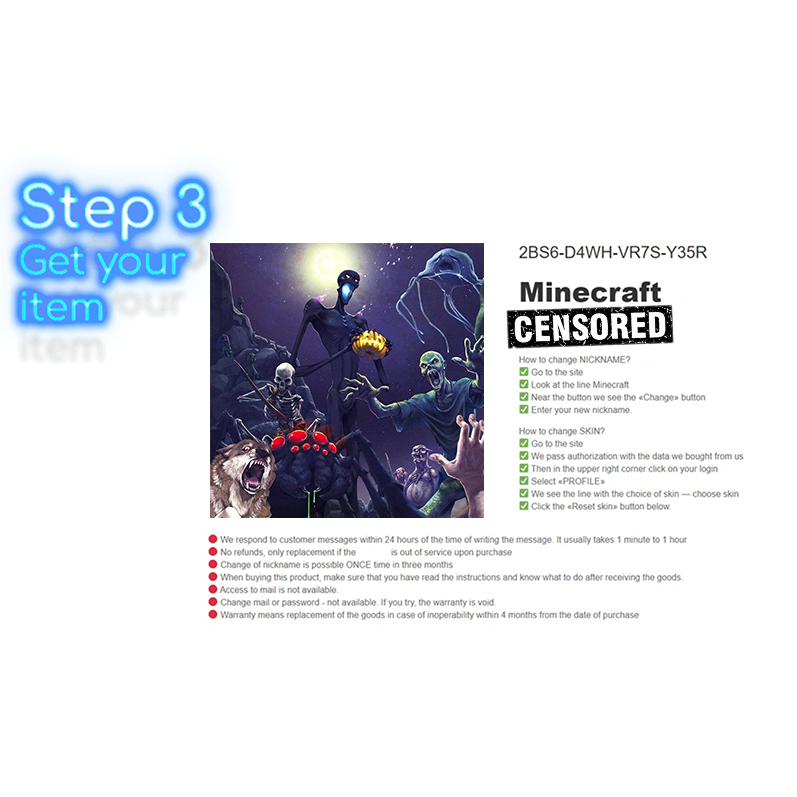 Step 3
Get your
item
2BS6-D4WH-VR7S-Y35R
Minecraft
CENSORED
How to change NICKNAME?
Go to the site
Look at the line Minecraft
Near the button we see the «Change» button
Enter your new nickname.
How to change SKIN?
Go to the site
We pass authorization with the data we bought from us
Then in the upper right corner click on your login
Select «PROFILE»
We see the line with the choice of skin — choose skin
Click the «Reset skin» button below.
We respond to customer messages within 24 hours of the time of writing the message. It usually takes 1 minute to 1 hour
No refunds, only replacement if the is out of service upon purchase
Change of nickname is possible ONCE time in three months
When buying this product, make sure that you have read the instructions and know what to do after receiving the goods.
Access to mail is not available.
Change mail or password - not available. If you try, the warranty is void.
Warranty means replacement of the goods in case of inoperability within 4 months from the date of purchase